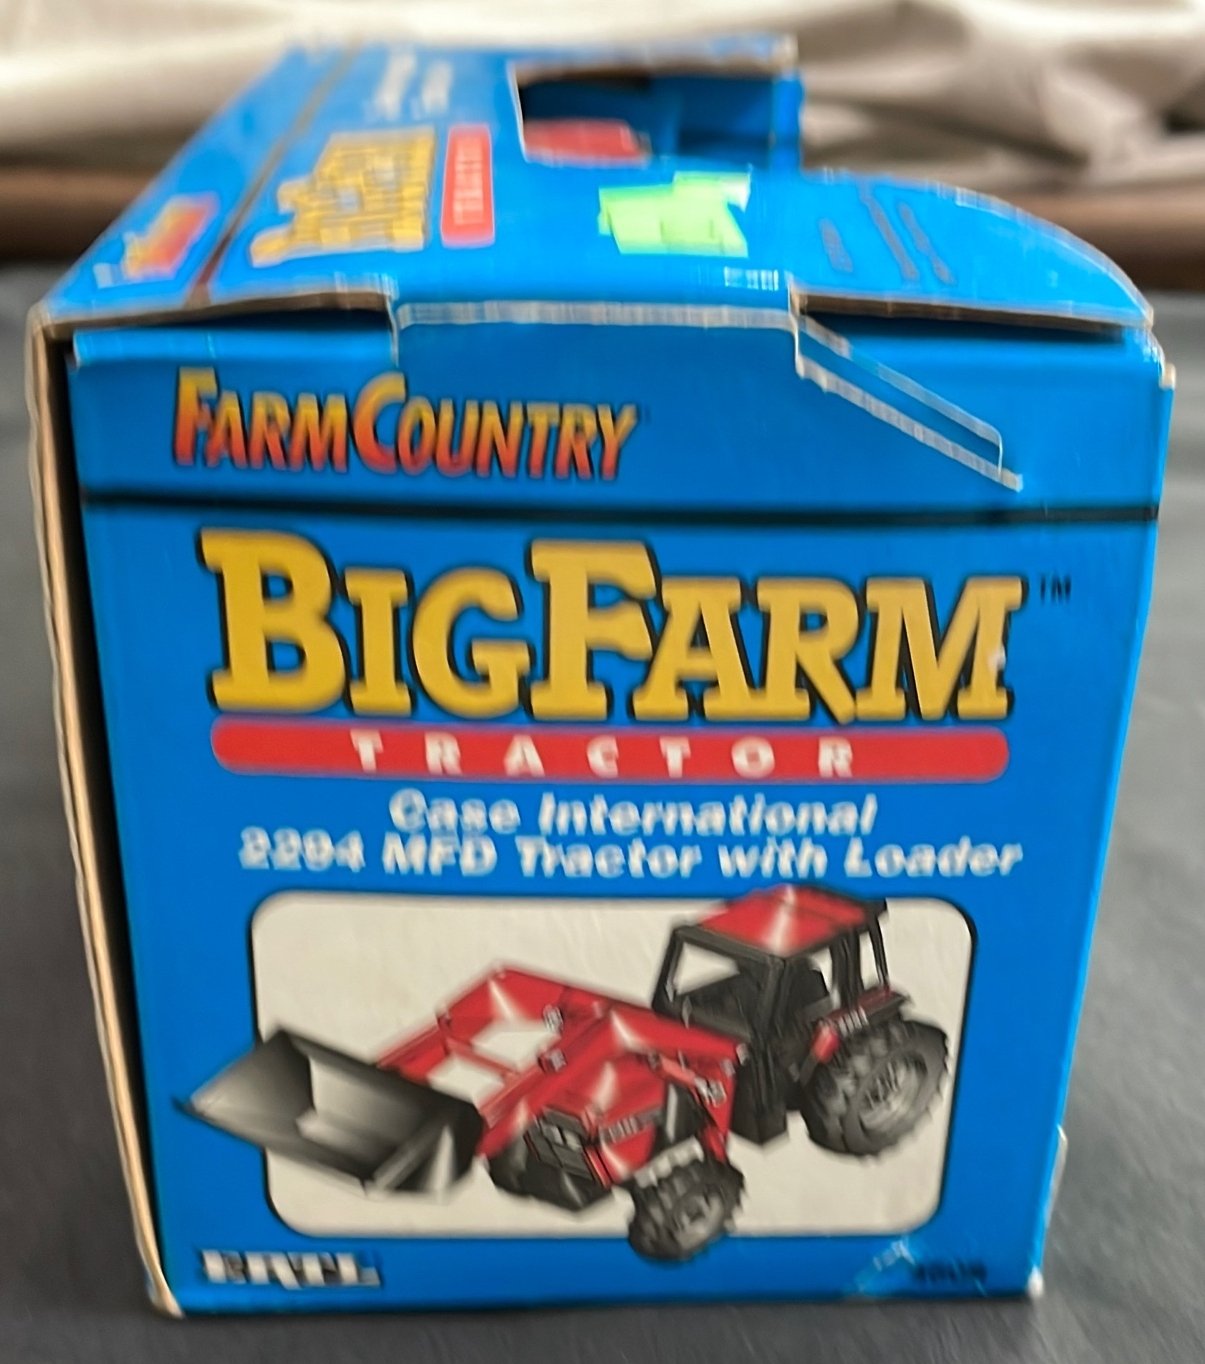 FARMCOUNTRY
BIGFARM™
TRACTOR
Case International
2294 MFD Tractor with Loader
ERTL